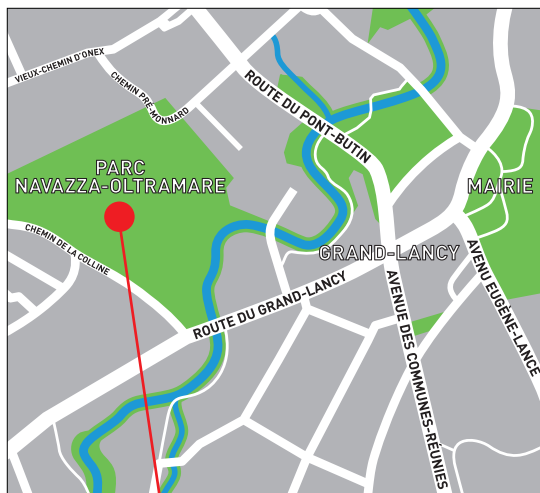 VIEUX-CHEMIN D'ONEX
CHEMIN PRÉ-MONNARD
ROUTE DU PONT-BUTIN
PARC
NAVAZZA-OLTRAMARE
MAIRIE
CHEMIN DE LA COLLINE
GRAND-LANCY
ROUTE DU GRAND-LANCY
AVENUE DES COMMUNES-RÉUNIES
AVENU EUGÈNE-LANCE